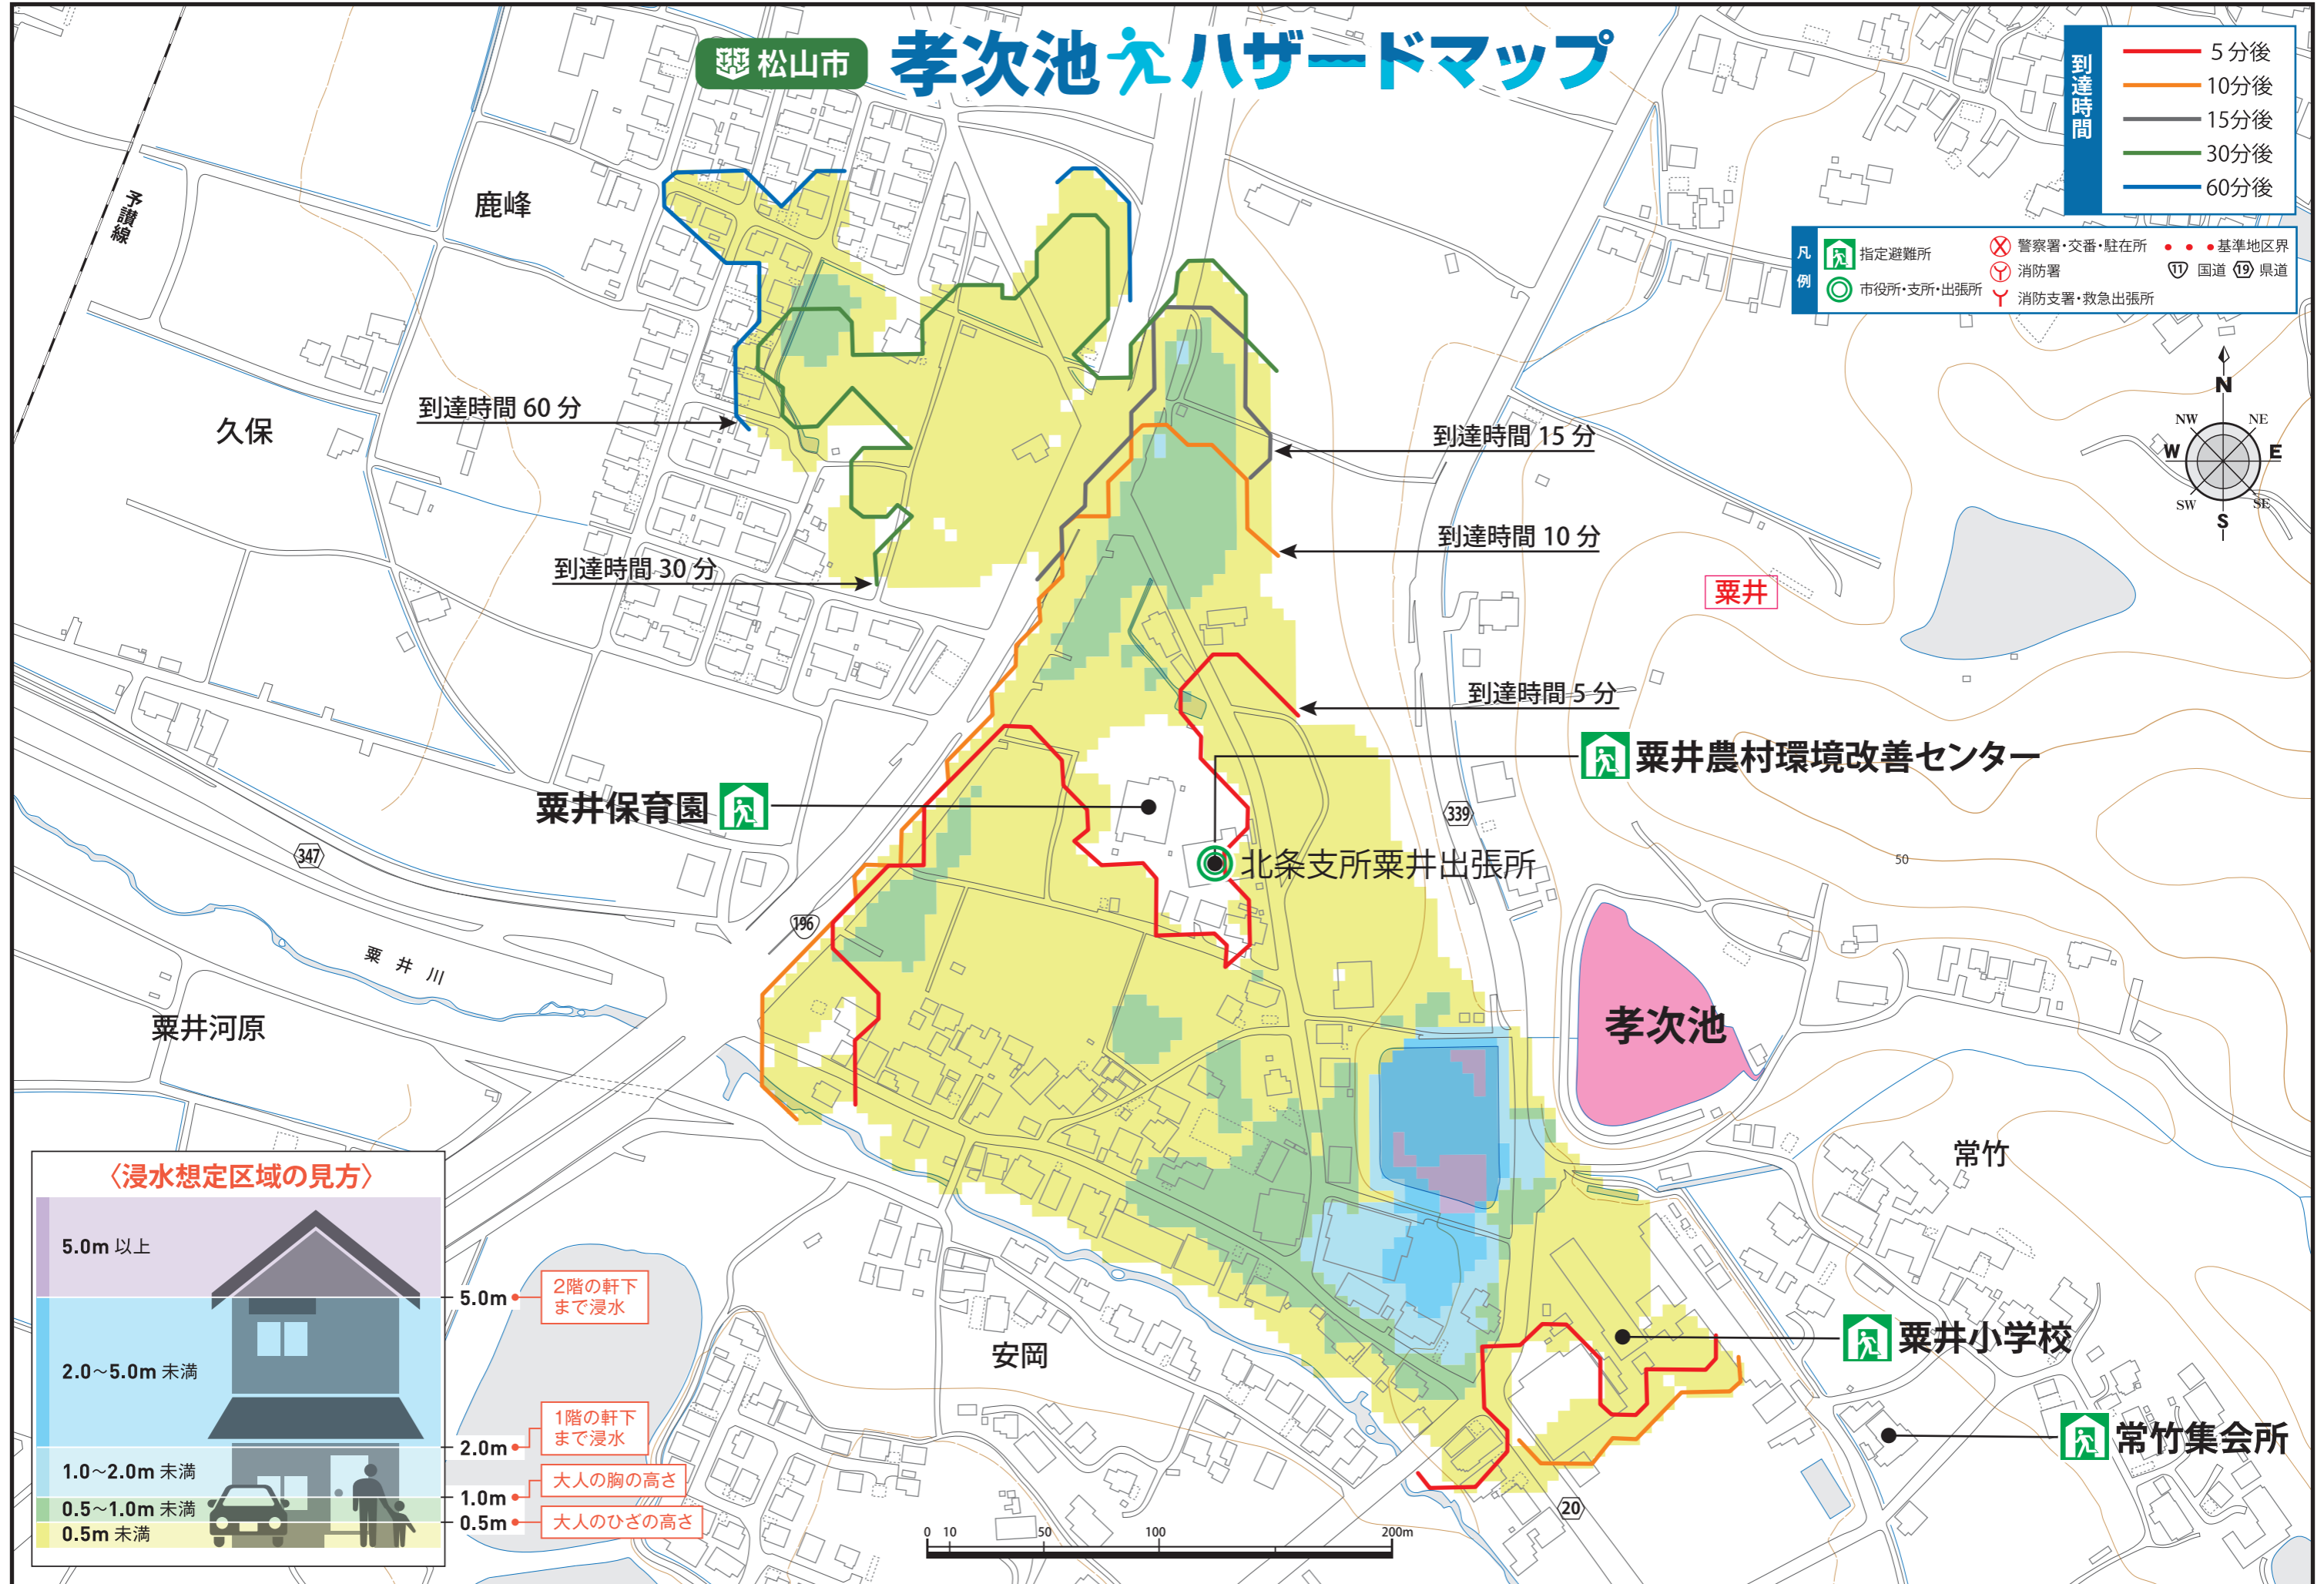 松山市
孝次池ハザードマップ
到達時間
5分後
10分後
15分後
30分後
60分後
凡例
指定避難所
市役所・支所・出張所
警察署・交番・駐在所
消防署
消防支署・救急出張所
基準地区界
11 国道 19 県道
N
NW
NE
W
E
SW
SE
S
予讃線
鹿峰
久保
到達時間 60 分
到達時間 15 分
到達時間 10 分
到達時間 30 分
粟井
到達時間 5 分
粟井農村環境改善センター
粟井保育園
339
347
北条支所粟井出張所
50
196
粟井川
粟井河原
孝次池
常竹
安岡
粟井小学校
常竹集会所
20
〈浸水想定区域の見方〉
5.0m 以上
2.0～5.0m 未満
1.0～2.0m 未満
0.5～1.0m 未満
0.5m 未満
5.0m
2階の軒下
まで浸水
2.0m
1階の軒下
まで浸水
1.0m
大人の胸の高さ
0.5m
大人のひざの高さ
0 10 50 100 200m